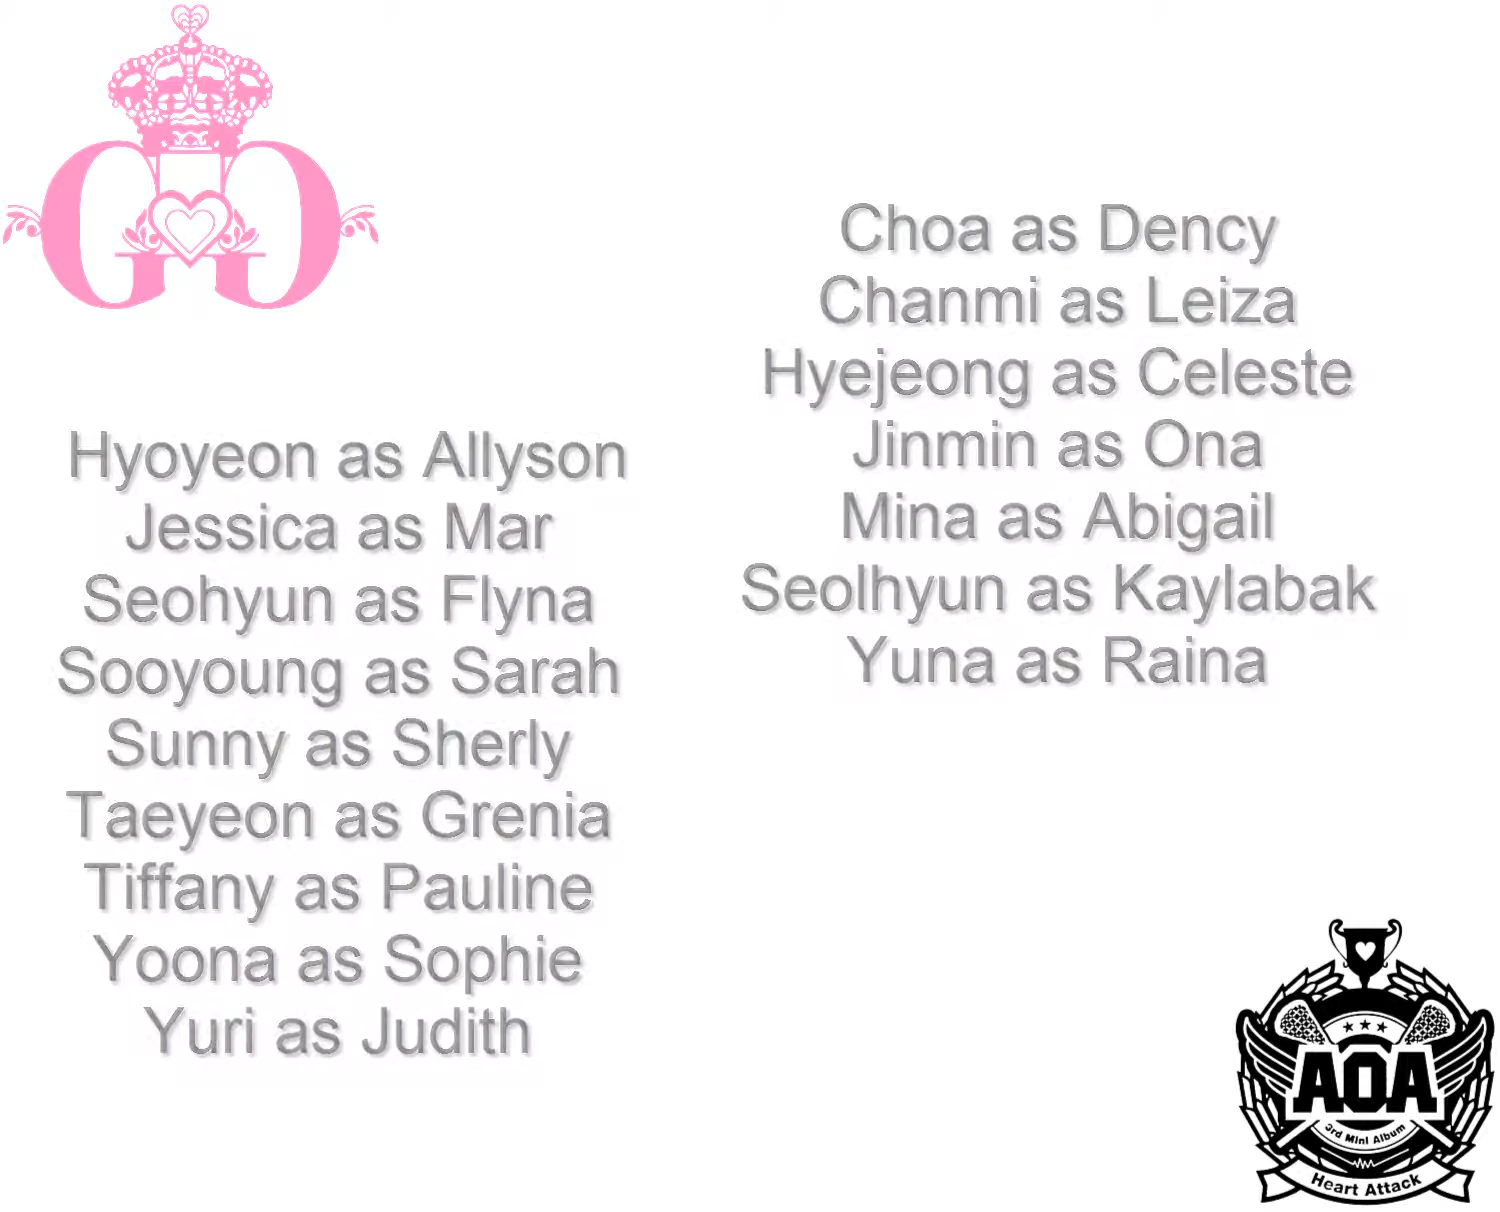 GG
Hyoyeon as Allyson
Jessica as Mar
Seohyun as Flyna
Sooyoung as Sarah
Sunny as Sherly
Taeyeon as Grenia
Tiffany as Pauline
Yoona as Sophie
Yuri as Judith
Choa as Dency
Chanmi as Leiza
Hyejeong as Celeste
Jinmin as Ona
Mina as Abigail
Seolhyun as Kaylabak
Yuna as Raina
AOA
3rd Mini Album
Heart Attack